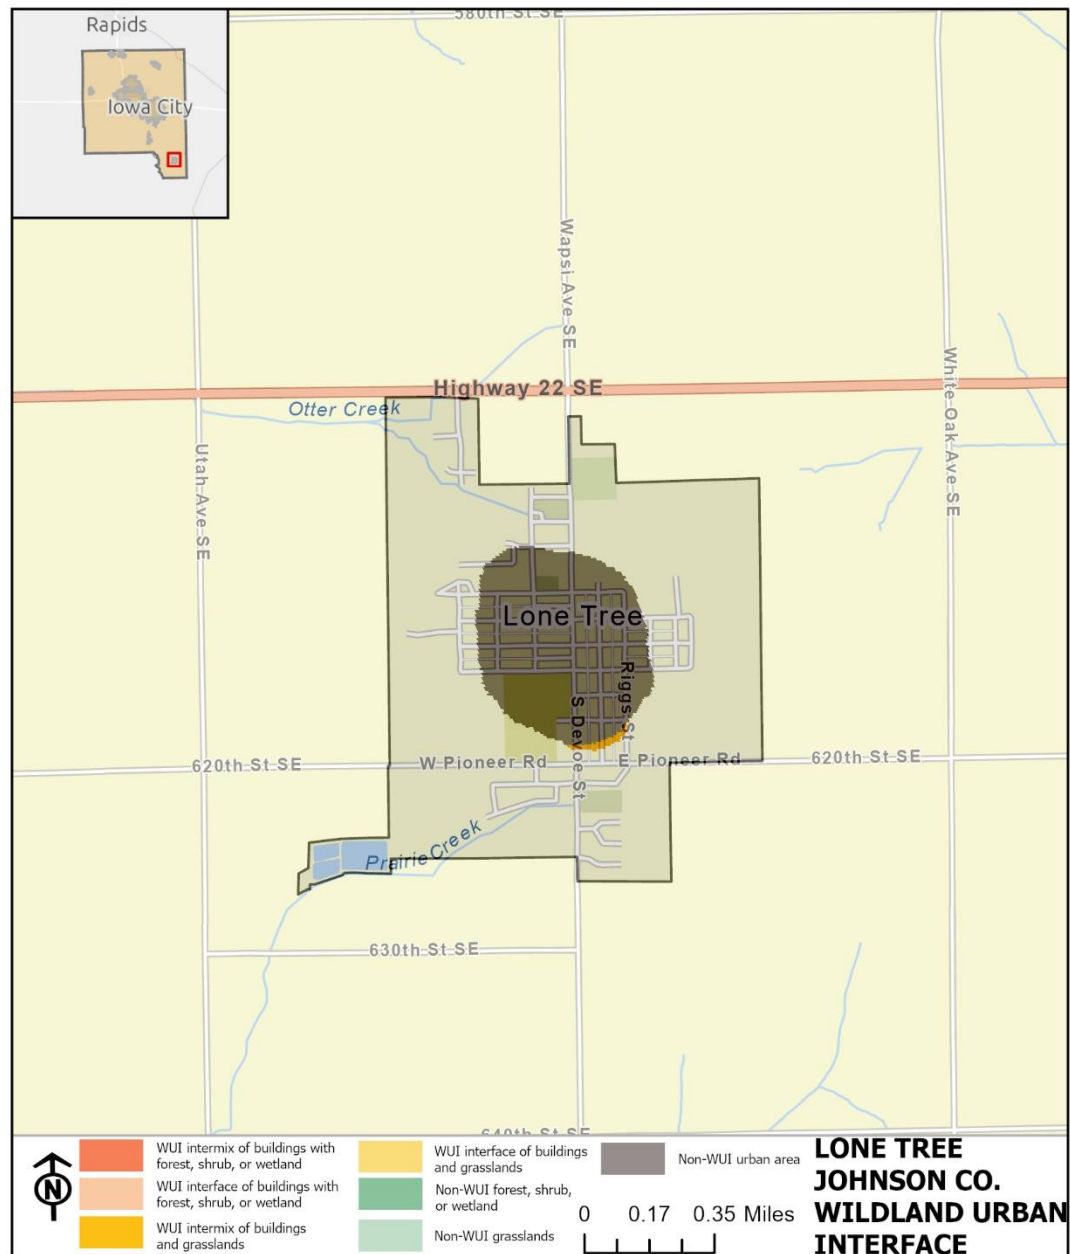 580th St SE
Rapids
Iowa City
Wapsi Ave SE
Highway 22 SE
Otter Creek
White Oak Ave SE
Utah Ave SE
Lone Tree
Riggs St
S Devoe St
620th St SE
W Pioneer Rd
E Pioneer Rd
620th St SE
Prairie Creek
630th St SE
640th St SE
N
WUI intermix of buildings with
forest, shrub, or wetland
WUI interface of buildings with
forest, shrub, or wetland
WUI intermix of buildings
and grasslands
WUI interface of buildings
and grasslands
Non-WUI forest, shrub,
or wetland
Non-WUI grasslands
Non-WUI urban area
0 0.17 0.35 Miles
LONE TREE
JOHNSON CO.
WILDLAND URBAN
INTERFACE